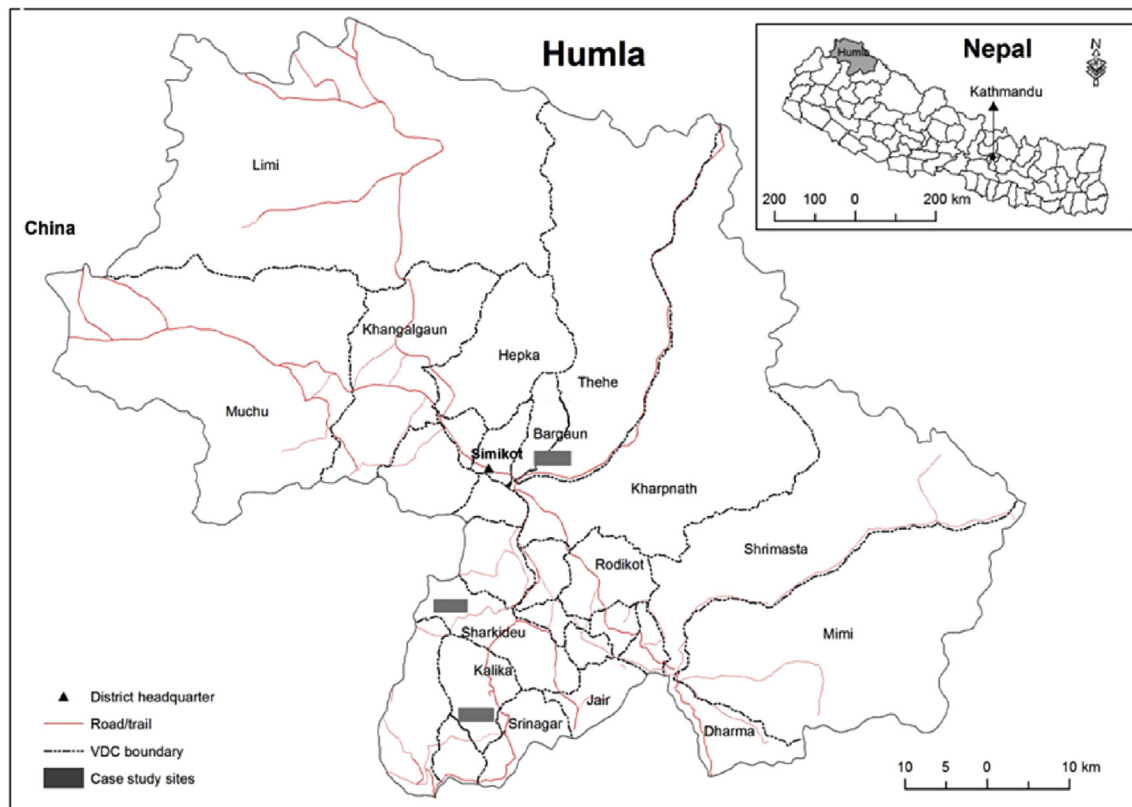 Humla
Nepal
N
Humla
Kathmandu
200 100 0 200 km
Limi
China
Khangalgaun
Hepka
Thehe
Muchu
Bargaun
Simikot
Kharpnath
Shrimasta
Rodikot
Mimi
Sharkideu
Kalika
Jair
Srinagar
Dharma
District headquarter
Road/trail
VDC boundary
Case study sites
10 5 0 10 km